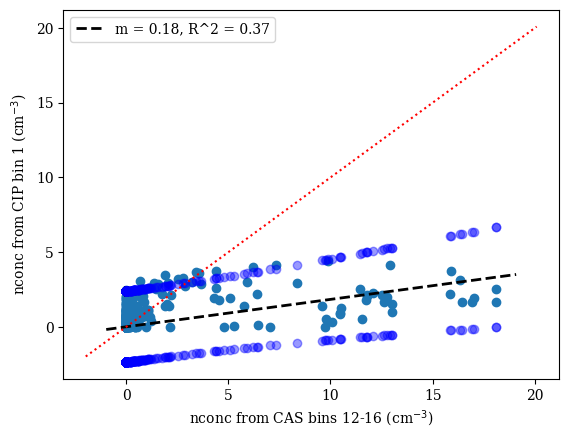 m = 0.18, R^2 = 0.37
20
15
10
5
0
nconc from CIP bin 1 (cm⁻³)
0 5 10 15 20
nconc from CAS bins 12-16 (cm⁻³)